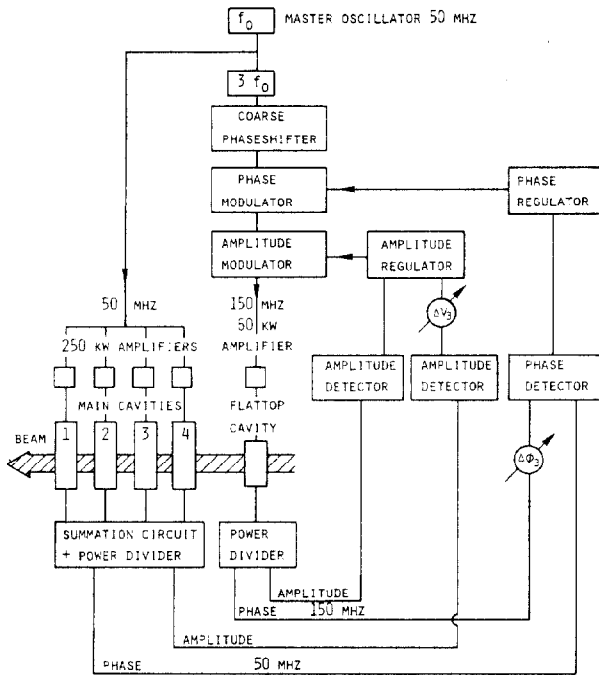 f₀ MASTER OSCILLATOR 50 MHZ
3 f₀
COARSE
PHASESHIFTER
PHASE
MODULATOR
PHASE
REGULATOR
AMPLITUDE
MODULATOR
AMPLITUDE
REGULATOR
50 MHZ
150 MHZ
60 KW
AMPLIFIER
ΔV₃
250 KW AMPLIFIERS
AMPLITUDE
DETECTOR
AMPLITUDE
DETECTOR
PHASE
DETECTOR
MAIN CAVITIES
FLATTOP
CAVITY
BEAM
1 2 3 4
ΔΦ₃
SUMMATION CIRCUIT
+ POWER DIVIDER
POWER
DIVIDER
AMPLITUDE
PHASE 150 MHZ
AMPLITUDE
PHASE 50 MHZ